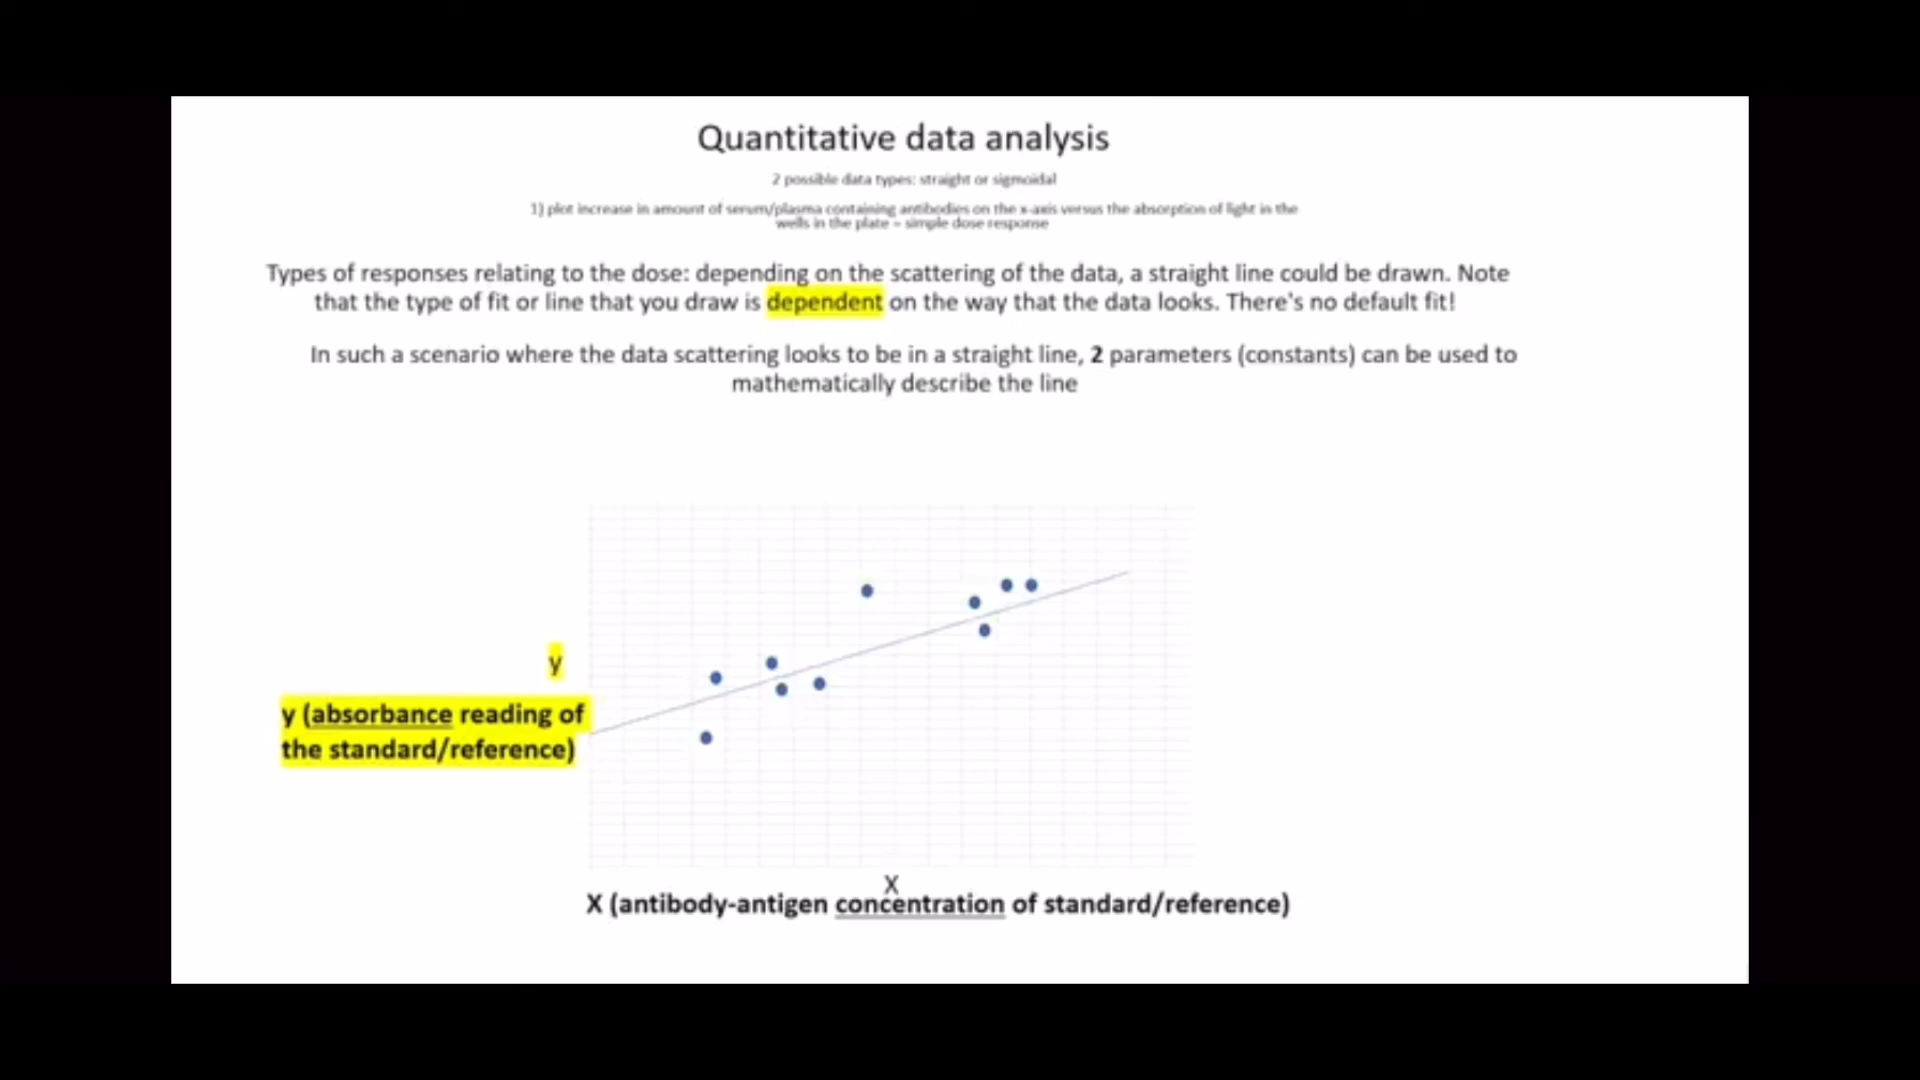 Quantitative data analysis
2 possible data types: straight or sigmoidal
1) plot increase in amount of serum/plasma containing antibodies on the x-axis versus the absorption of light in the
wells in the plate – simple dose response
Types of responses relating to the dose: depending on the scattering of the data, a straight line could be drawn. Note
that the type of fit or line that you draw is dependent on the way that the data looks. There's no default fit!
In such a scenario where the data scattering looks to be in a straight line, 2 parameters (constants) can be used to
mathematically describe the line
y
y (absorbance reading of
the standard/reference)
X
X (antibody-antigen concentration of standard/reference)